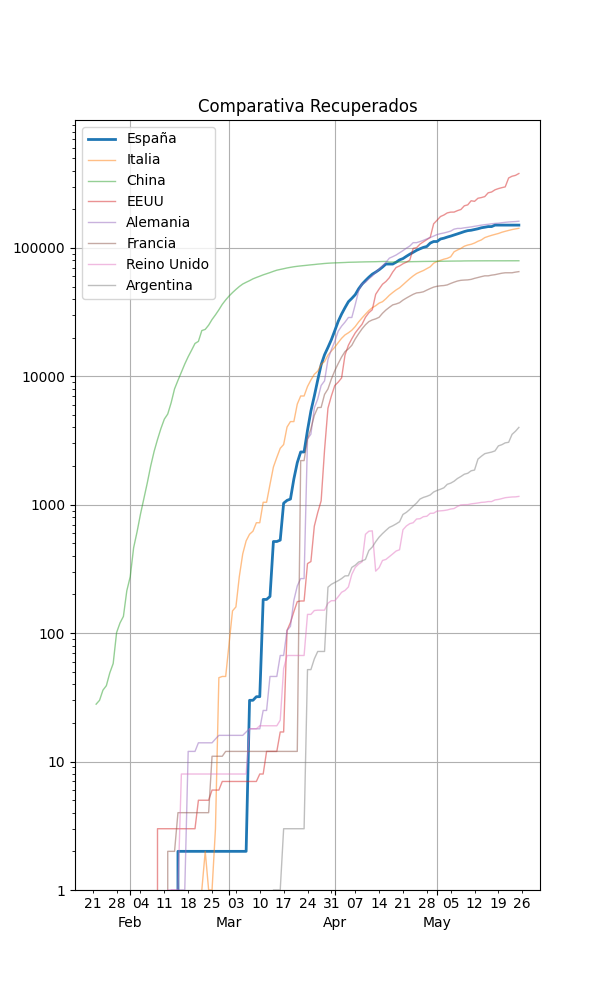 Comparativa Recuperados
España
Italia
China
EEUU
Alemania
Francia
Reino Unido
Argentina
100000
10000
1000
100
10
1
21 28 04 11 18 25 03 10 17 24 31 07 14 21 28 05 12 19 26
Feb Mar Apr May